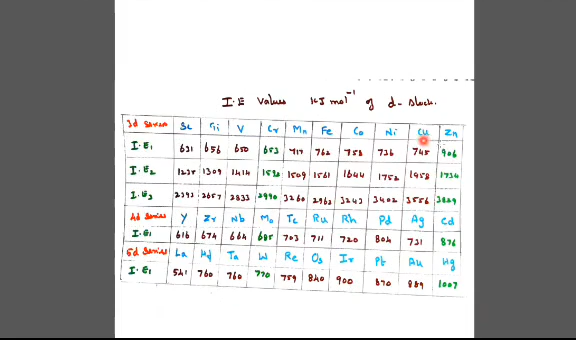 I.E Values KJ mol⁻¹ of d-block.
3d Series Sc Ti V Cr Mn Fe Co Ni Cu Zn
I.E₁ 631 656 650 653 717 762 758 736 745 906
I.E₂ 1235 1309 1414 1592 1509 1561 1644 1752 1958 1734
I.E₃ 2393 2657 2833 2990 3260 2962 3243 3402 3556 3829
4d Series Y Zr Nb Mo Tc Ru Rh Pd Ag Cd
I.E₁ 616 674 664 685 703 711 720 804 731 876
5d Series La Hf Ta W Re Os Ir Pt Au Hg
I.E₁ 541 760 760 770 759 840 900 870 889 1007